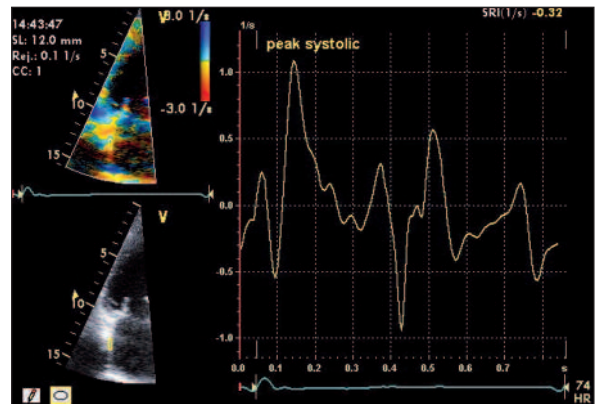 14:43:47
SL: 12.0 mm
Rej.: 0.1 1/s
CC: 1
V
3.0 1/s
-3.0 1/s
5
10
15
V
5
10
15
SRI(1/s) -0.32
1/s
peak systolic
1.0
0.5
0.0
-0.5
-1.0
0.0 0.1 0.2 0.3 0.4 0.5 0.6 0.7 s
74
HR